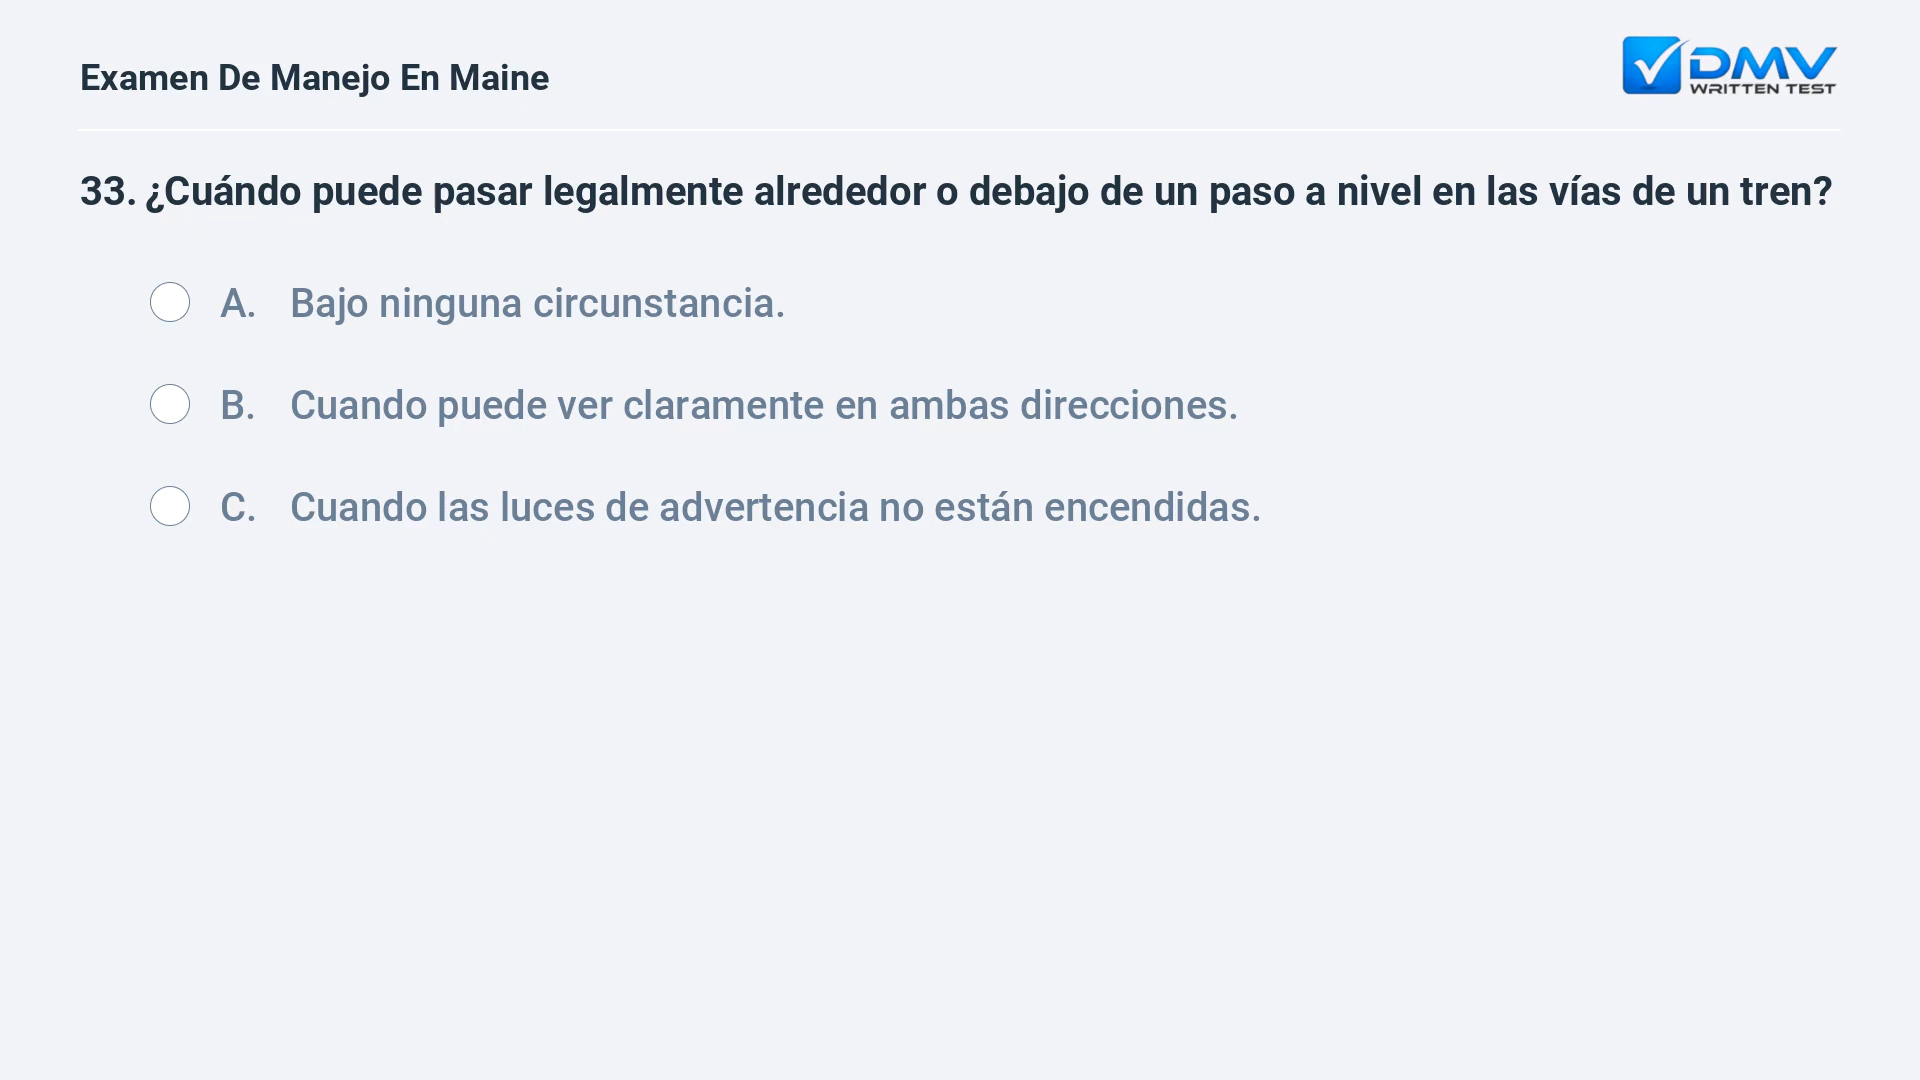 Examen De Manejo En Maine
DMV
WRITTEN TEST
33. ¿Cuándo puede pasar legalmente alrededor o debajo de un paso a nivel en las vías de un tren?
A. Bajo ninguna circunstancia.
B. Cuando puede ver claramente en ambas direcciones.
C. Cuando las luces de advertencia no están encendidas.